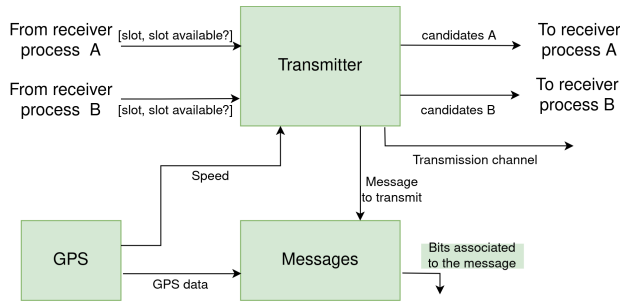 From receiver
process A
[slot, slot available?]
From receiver
process B
[slot, slot available?]
Transmitter
candidates A
To receiver
process A
candidates B
To receiver
process B
Transmission channel
Speed
Message
to transmit
GPS
GPS data
Messages
Bits associated
to the message